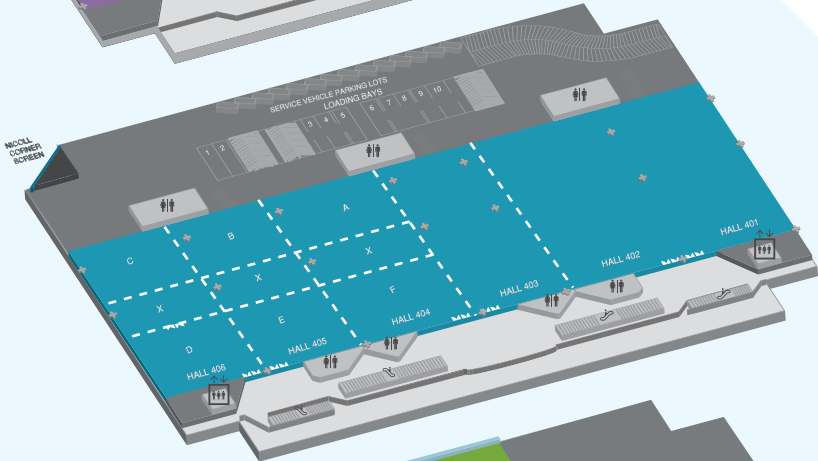 SERVICE VEHICLE PARKING LOTS
LOADING BAYS
1 2 3 4 5 6 7 8 9 10
NICOLL
CORNER
SCREEN
A
B
C
X
X
X
D
E
F
HALL 401
HALL 402
HALL 403
HALL 404
HALL 405
HALL 406